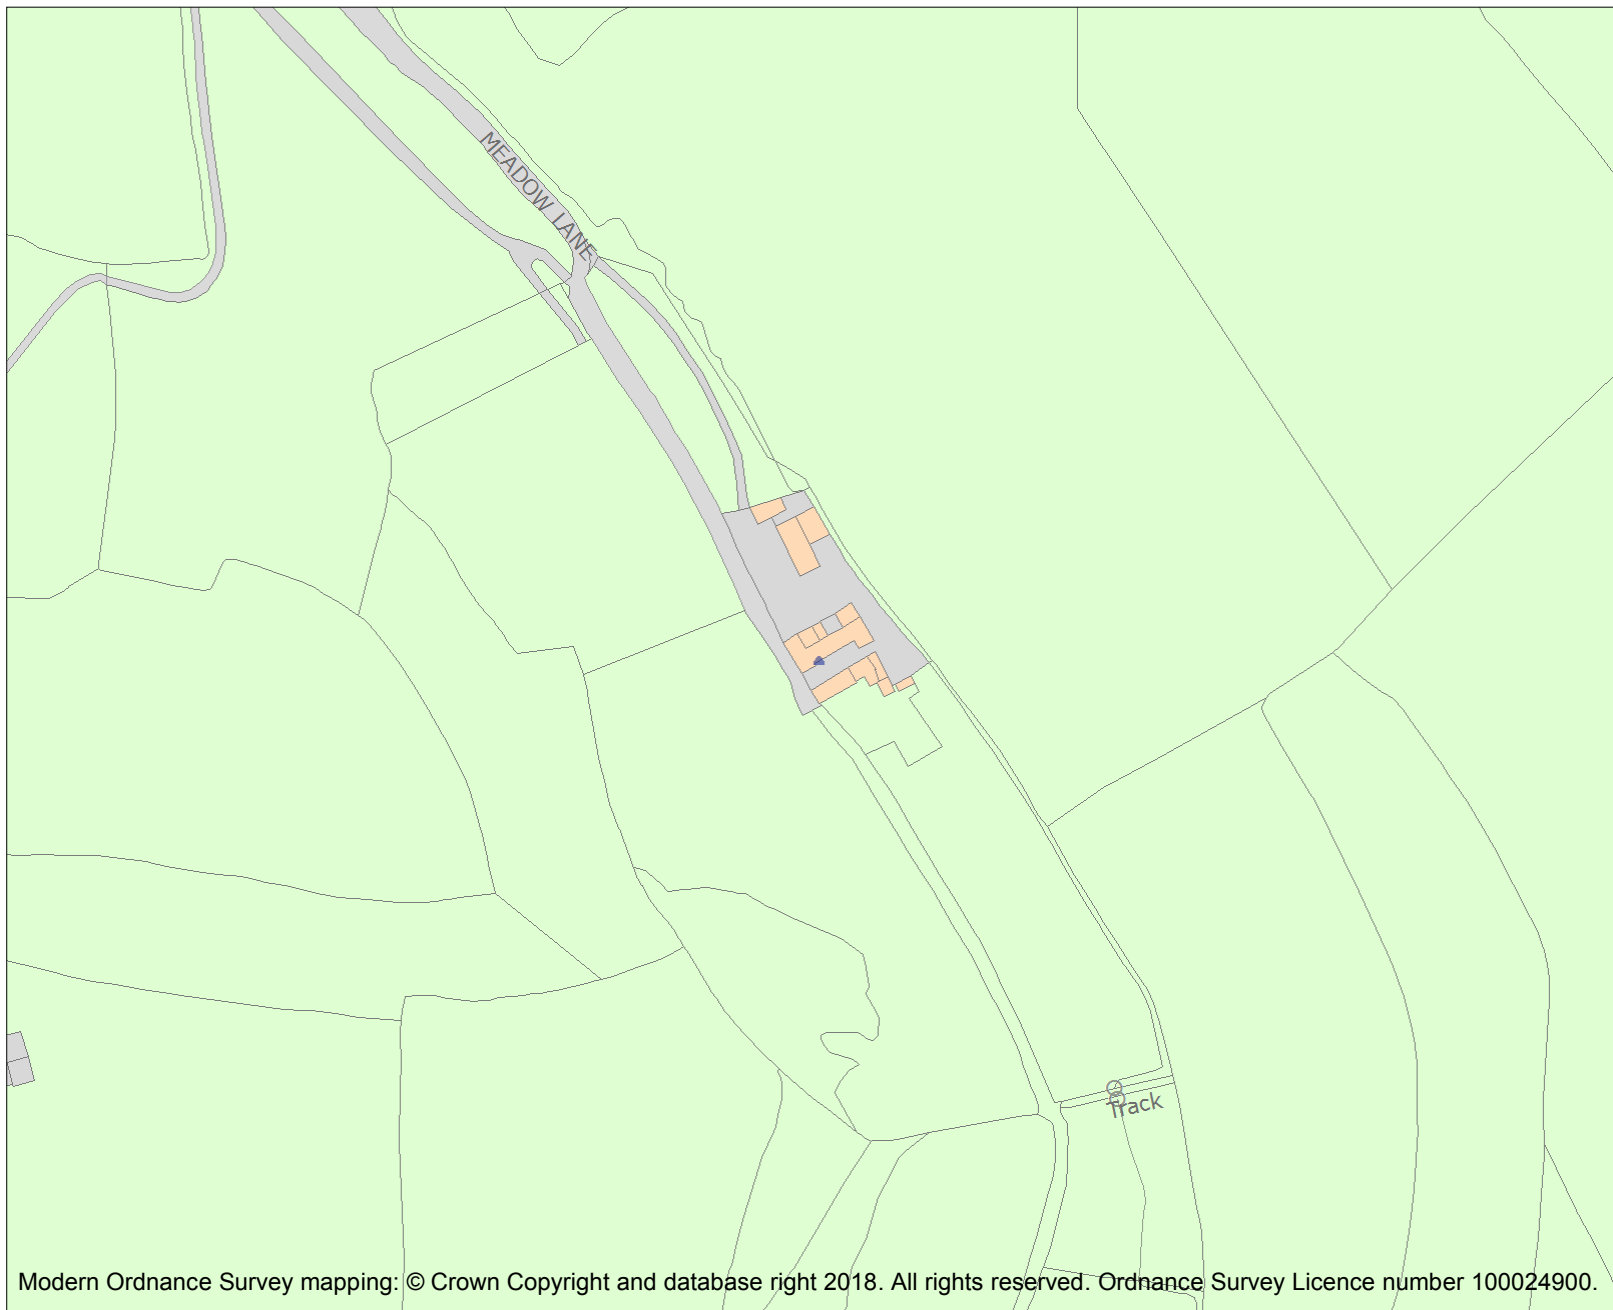 MEADOW LANE
Track
Modern Ordnance Survey mapping: © Crown Copyright and database right 2018. All rights reserved. Ordnance Survey Licence number 100024900.